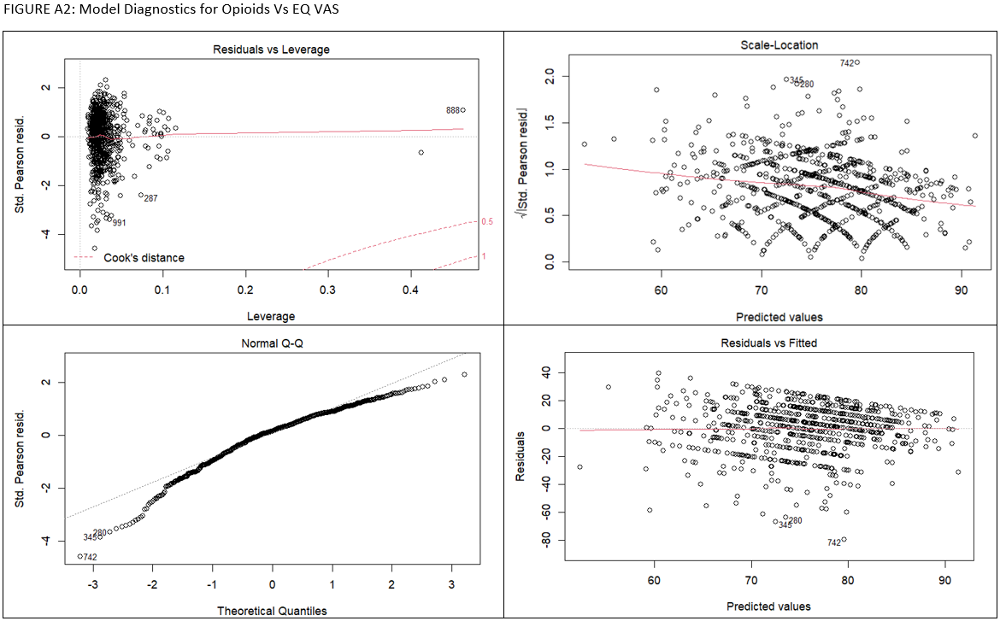 FIGURE A2: Model Diagnostics for Opioids Vs EQ VAS
Residuals vs Leverage
Std. Pearson resid.
2
0
-2
-4
888
287
991
0.5
1
Cook's distance
0.0 0.1 0.2 0.3 0.4
Leverage
Scale-Location
√|Std. Pearson resid.|
2.0
1.5
1.0
0.5
0.0
742
345
280
60 70 80 90
Predicted values
Normal Q-Q
Std. Pearson resid.
2
0
-2
-4
280
345
742
-3 -2 -1 0 1 2 3
Theoretical Quantiles
Residuals vs Fitted
Residuals
40
20
0
-20
-40
-60
-80
280
345
742
60 70 80 90
Predicted values